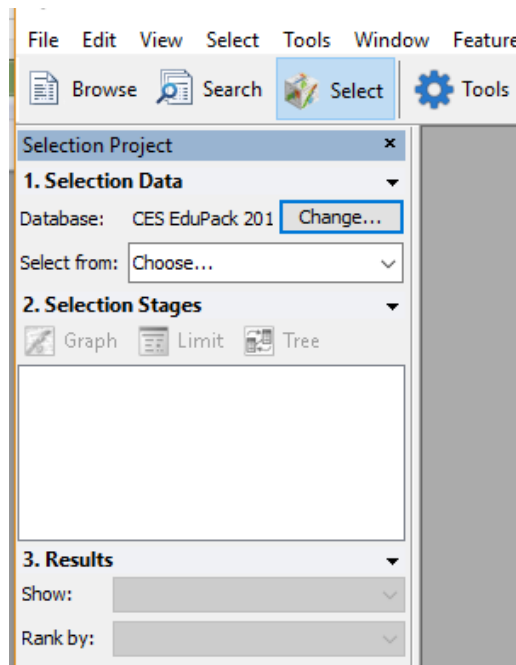 File Edit View Select Tools Window Feature
Browse Search Select Tools
Selection Project ×
1. Selection Data
Database: CES EduPack 201 Change...
Select from: Choose...
2. Selection Stages
Graph Limit Tree
3. Results
Show:
Rank by: